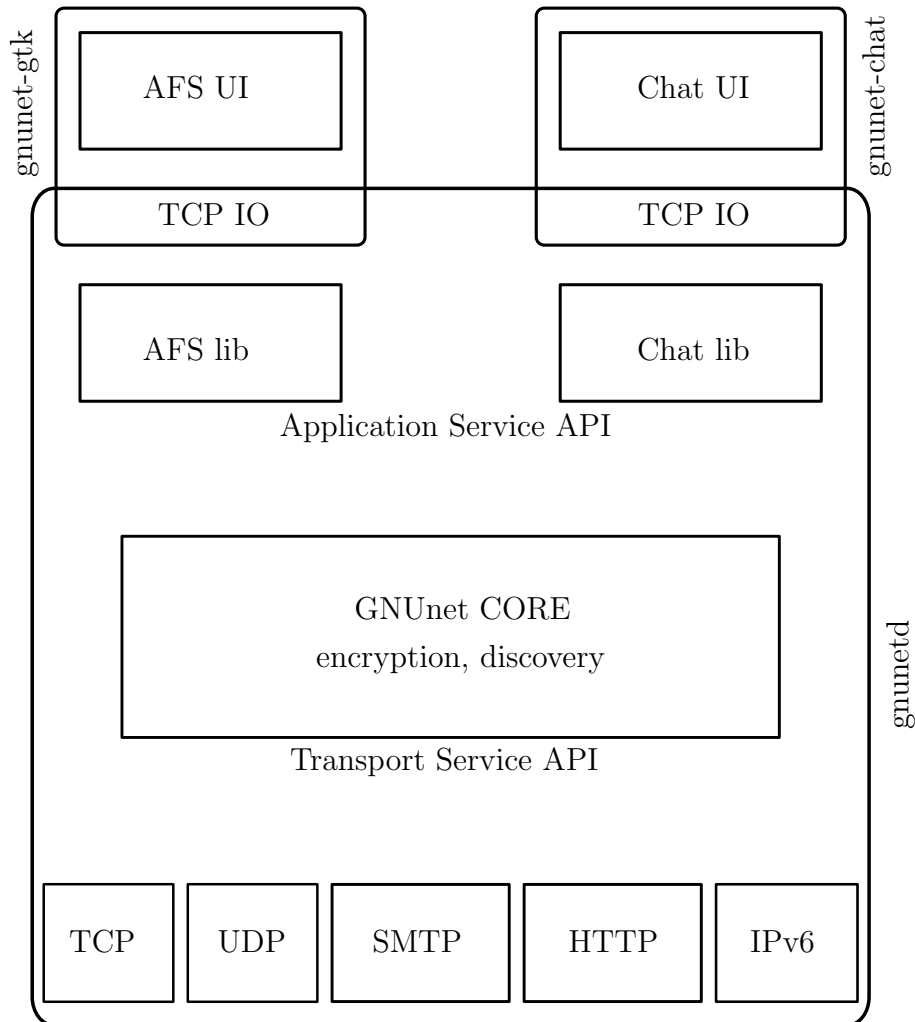 gnunet-gtk
AFS UI
Chat UI
gnunet-chat
TCP IO
TCP IO
AFS lib
Chat lib
Application Service API
GNUnet CORE
encryption, discovery
gnunetd
Transport Service API
TCP
UDP
SMTP
HTTP
IPv6